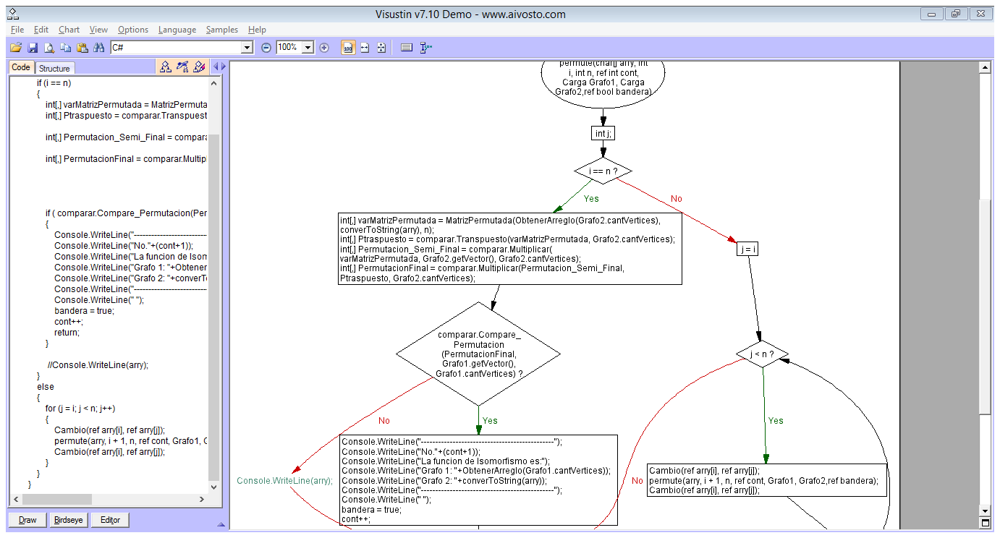 Visustin v7.10 Demo - www.aivosto.com
File Edit Chart View Options Language Samples Help
C#
100%
100
Code Structure
if (i == n)
{
int[,] varMatrizPermutada = MatrizPermuta
int[,] Ptraspuesto = comparar.Transpuest
int[,] Permutacion_Semi_Final = compara
int[,] PermutacionFinal = comparar.Multip
if ( comparar.Compare_Permutacion(Per
{
Console.WriteLine("--------------------------
Console.WriteLine("No."+(cont+1));
Console.WriteLine("La funcion de Isom
Console.WriteLine("Grafo 1: "+Obtener
Console.WriteLine("Grafo 2: "+converTo
Console.WriteLine("--------------------------
Console.WriteLine(" ");
bandera = true;
cont++;
return;
}
//Console.WriteLine(arry);
}
else
{
for (j = i; j < n; j++)
{
Cambio(ref arry[i], ref arry[j]);
permute(arry, i + 1, n, ref cont, Grafo1, G
Cambio(ref arry[i], ref arry[j]);
}
}
}
Draw Birdseye Editor
permute(char[] arry, int
i, int n, ref int cont,
Carga Grafo1, Carga
Grafo2,ref bool bandera)
int j;
i == n ?
Yes
No
int[,] varMatrizPermutada = MatrizPermutada(ObtenerArreglo(Grafo2.cantVertices),
converToString(arry), n);
int[,] Ptraspuesto = comparar.Transpuesto(varMatrizPermutada, Grafo2.cantVertices);
int[,] Permutacion_Semi_Final = comparar.Multiplicar(
varMatrizPermutada, Grafo2.getVector(), Grafo2.cantVertices);
int[,] PermutacionFinal = comparar.Multiplicar(Permutacion_Semi_Final,
Ptraspuesto, Grafo2.cantVertices);
j = i
comparar.Compare_
Permutacion
(PermutacionFinal,
Grafo1.getVector(),
Grafo1.cantVertices) ?
j < n ?
No
Yes
Yes
Console.WriteLine("-----------------------------------------------");
Console.WriteLine("No."+(cont+1));
Console.WriteLine("La funcion de Isomorfismo es:");
Console.WriteLine("Grafo 1: "+ObtenerArreglo(Grafo1.cantVertices));
Console.WriteLine("Grafo 2: "+converToString(arry));
Console.WriteLine("-----------------------------------------------");
Console.WriteLine(" ");
bandera = true;
cont++;
Console.WriteLine(arry);
No
Cambio(ref arry[i], ref arry[j]);
permute(arry, i + 1, n, ref cont, Grafo1, Grafo2,ref bandera);
Cambio(ref arry[i], ref arry[j]);